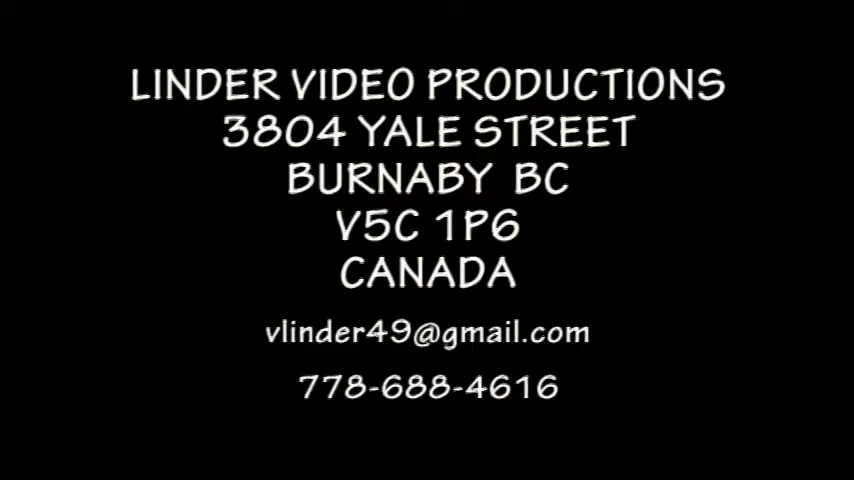 LINDER VIDEO PRODUCTIONS
3804 YALE STREET
BURNABY BC
V5C 1P6
CANADA
vlinder49@gmail.com
778-688-4616